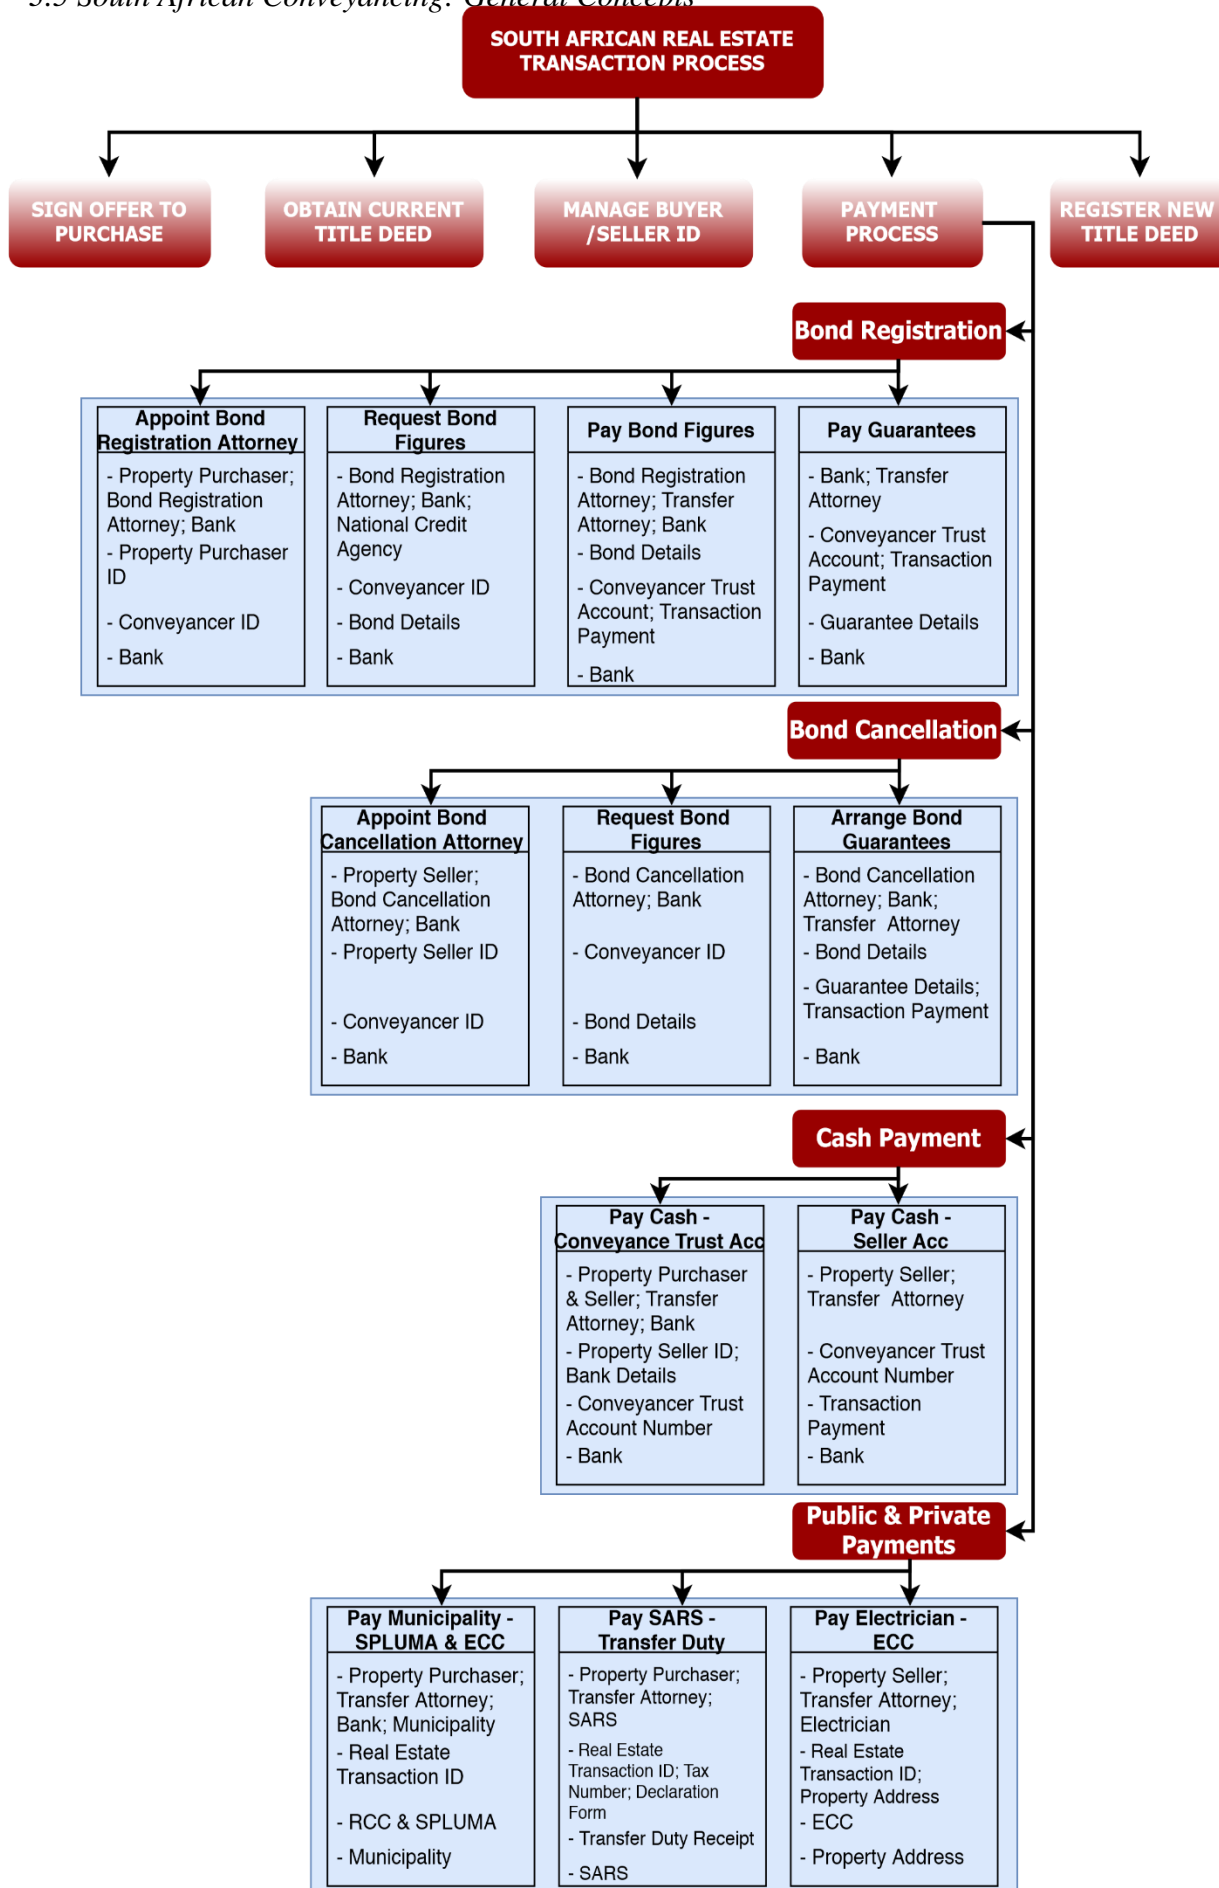 3.3 South African Conveyancing: General Concepts
SOUTH AFRICAN REAL ESTATE
TRANSACTION PROCESS
SIGN OFFER TO
PURCHASE
OBTAIN CURRENT
TITLE DEED
MANAGE BUYER
/SELLER ID
PAYMENT
PROCESS
REGISTER NEW
TITLE DEED
Bond Registration
Appoint Bond
Registration Attorney
- Property Purchaser;
Bond Registration
Attorney; Bank
- Property Purchaser
ID
- Conveyancer ID
- Bank
Request Bond
Figures
- Bond Registration
Attorney; Bank;
National Credit
Agency
- Conveyancer ID
- Bond Details
- Bank
Pay Bond Figures
- Bond Registration
Attorney; Transfer
Attorney; Bank
- Bond Details
- Conveyancer Trust
Account; Transaction
Payment
- Bank
Pay Guarantees
- Bank; Transfer
Attorney
- Conveyancer Trust
Account; Transaction
Payment
- Guarantee Details
- Bank
Bond Cancellation
Appoint Bond
Cancellation Attorney
- Property Seller;
Bond Cancellation
Attorney; Bank
- Property Seller ID
- Conveyancer ID
- Bank
Request Bond
Figures
- Bond Cancellation
Attorney; Bank
- Conveyancer ID
- Bond Details
- Bank
Arrange Bond
Guarantees
- Bond Cancellation
Attorney; Bank;
Transfer Attorney
- Bond Details
- Guarantee Details;
Transaction Payment
- Bank
Cash Payment
Pay Cash -
Conveyance Trust Acc
- Property Purchaser
& Seller; Transfer
Attorney; Bank
- Property Seller ID;
Bank Details
- Conveyancer Trust
Account Number
- Bank
Pay Cash -
Seller Acc
- Property Seller;
Transfer Attorney
- Conveyancer Trust
Account Number
- Transaction
Payment
- Bank
Public & Private
Payments
Pay Municipality -
SPLUMA & ECC
- Property Purchaser;
Transfer Attorney;
Bank; Municipality
- Real Estate
Transaction ID
- RCC & SPLUMA
- Municipality
Pay SARS -
Transfer Duty
- Property Purchaser;
Transfer Attorney;
SARS
- Real Estate
Transaction ID; Tax
Number; Declaration
Form
- Transfer Duty Receipt
- SARS
Pay Electrician -
ECC
- Property Seller;
Transfer Attorney;
Electrician
- Real Estate
Transaction ID;
Property Address
- ECC
- Property Address